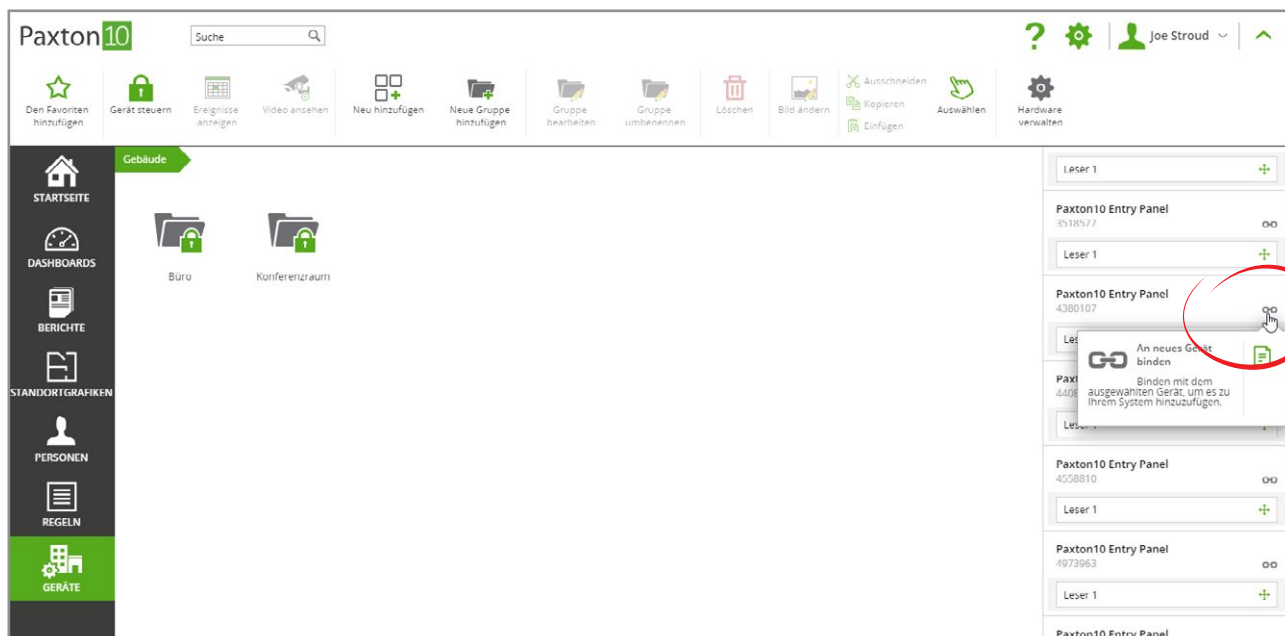 Paxton10
Suche
Joe Stroud
Den Favoriten
hinzufügen
Gerät steuern
Ereignisse
anzeigen
Video ansehen
Neu hinzufügen
Neue Gruppe
hinzufügen
Gruppe
bearbeiten
Gruppe
umbenennen
Löschen
Bild ändern
Ausschneiden
Kopieren
Einfügen
Auswählen
Hardware
verwalten
STARTSEITE
DASHBOARDS
BERICHTE
STANDORTGRAFIKEN
PERSONEN
REGELN
GERÄTE
Gebäude
Büro
Konferenzraum
Leser 1
Paxton10 Entry Panel
3518577
Leser 1
Paxton10 Entry Panel
4380107
An neues Gerät
binden
Binden mit dem
ausgewählten Gerät, um es zu
Ihrem System hinzuzufügen.
Paxton10 Entry Panel
4558810
Leser 1
Paxton10 Entry Panel
4973963
Leser 1
Paxton10 Entry Panel